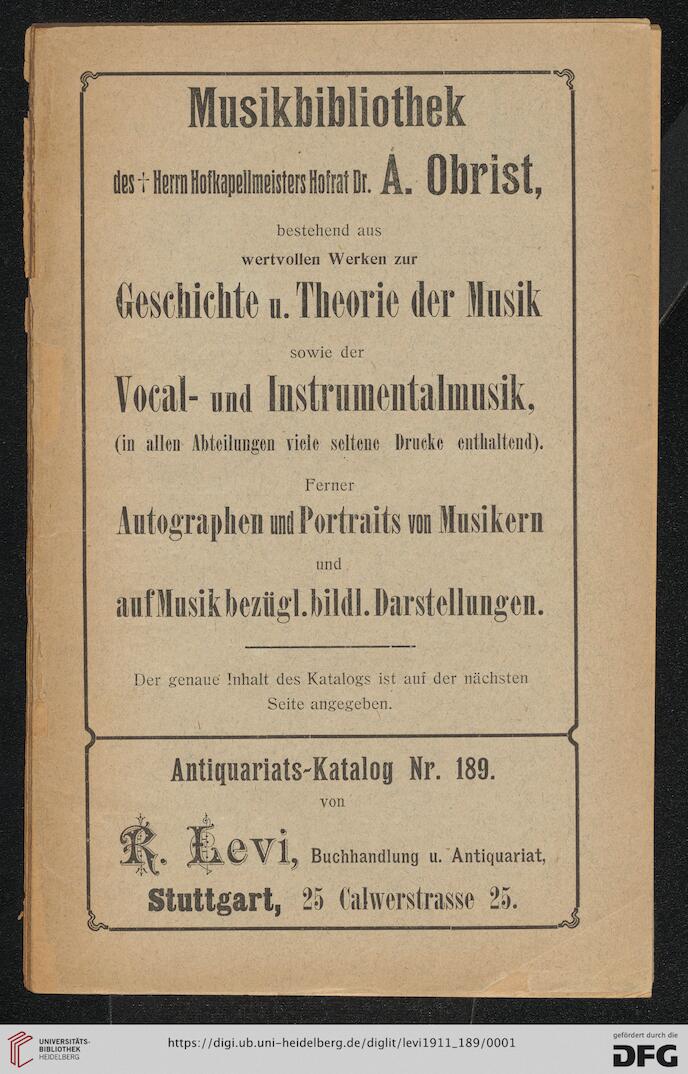 Musikbibliothek
des † Herrn Hofkapellmeisters Hofrat Dr. A. Obrist,
bestehend aus
wertvollen Werken zur
Geschichte u. Theorie der Musik
sowie der
Vocal- und Instrumentalmusik,
(in allen Abteilungen viele seltene Drucke enthaltend).
Ferner
Autographen und Portraits von Musikern
und
auf Musik bezügl. bildl. Darstellungen.
Der genaue Inhalt des Katalogs ist auf der nächsten
Seite angegeben.
Antiquariats-Katalog Nr. 189.
von
R. Levi, Buchhandlung u. Antiquariat,
Stuttgart, 25 Calwerstrasse 25.
UNIVERSITÄTS-
BIBLIOTHEK
HEIDELBERG
https://digi.ub.uni-heidelberg.de/diglit/levi1911_189/0001
gefördert durch die
DFG